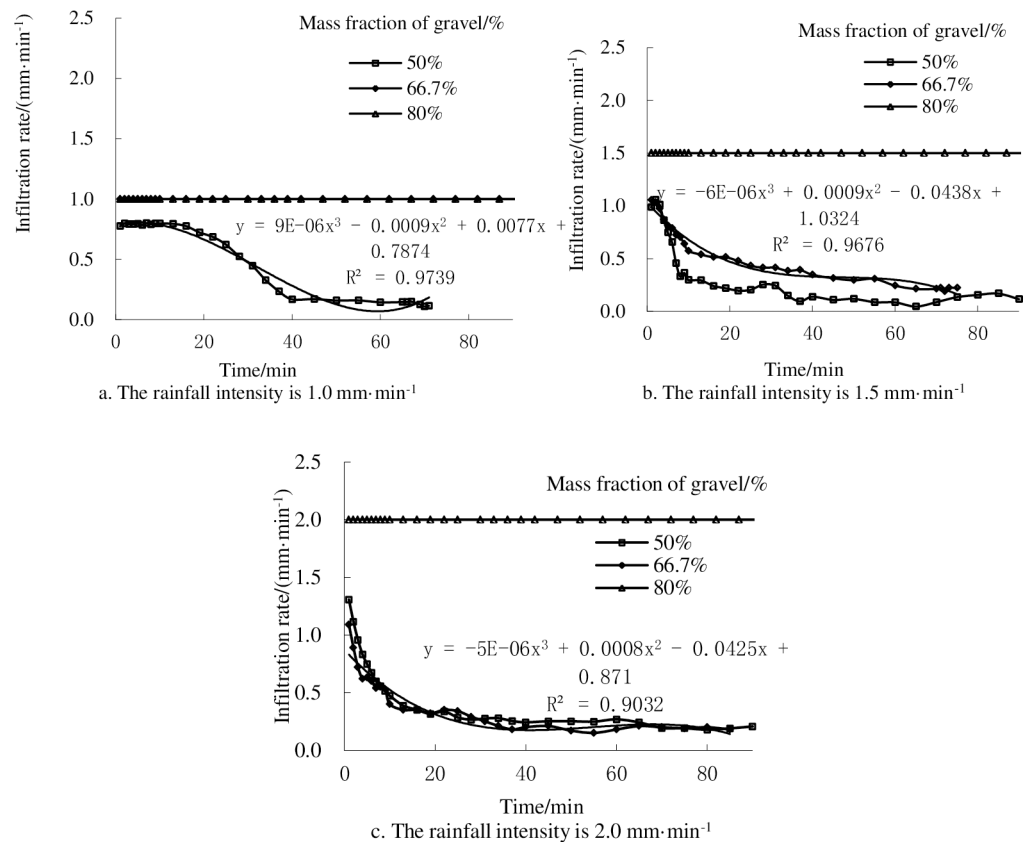 Mass fraction of gravel/%
50%
66.7%
80%
Infiltration rate/(mm·min⁻¹)
2.5
2.0
1.5
1.0
0.5
0.0
y = 9E-06x³ − 0.0009x² + 0.0077x +
0.7874
R² = 0.9739
0 20 40 60 80
Time/min
a. The rainfall intensity is 1.0 mm·min⁻¹
Mass fraction of gravel/%
50%
66.7%
80%
Infiltration rate/(mm·min⁻¹)
2.5
2.0
1.5
1.0
0.5
0.0
y = −6E-06x³ + 0.0009x² − 0.0438x +
1.0324
R² = 0.9676
0 20 40 60 80
Time/min
b. The rainfall intensity is 1.5 mm·min⁻¹
Mass fraction of gravel/%
50%
66.7%
80%
Infiltration rate/(mm·min⁻¹)
2.5
2.0
1.5
1.0
0.5
0.0
y = −5E-06x³ + 0.0008x² − 0.0425x +
0.871
R² = 0.9032
0 20 40 60 80
Time/min
c. The rainfall intensity is 2.0 mm·min⁻¹